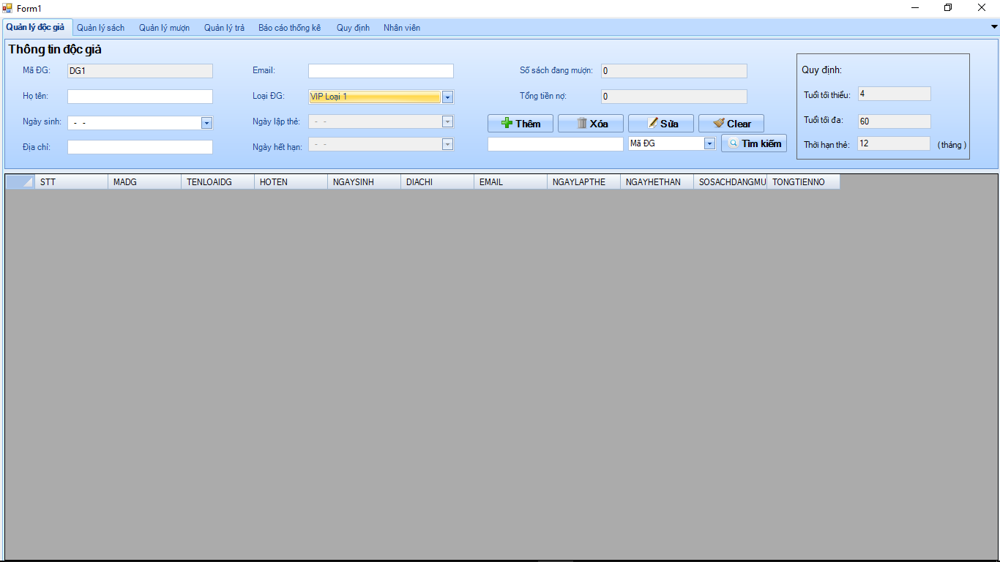 Form1
Quản lý độc giả Quản lý sách Quản lý mượn Quản lý trả Báo cáo thống kê Quy định Nhân viên
Thông tin độc giả
Mã ĐG: DG1 Email: Số sách đang mượn: 0 Quy định:
Họ tên: Loại ĐG: VIP Loại 1 Tổng tiền nợ: 0 Tuổi tối thiểu: 4
Ngày sinh: - - Ngày lập thẻ: - - Thêm Xóa Sửa Clear Tuổi tối đa: 60
Địa chỉ: Ngày hết hạn: - - Mã ĐG Tìm kiếm Thời hạn thẻ: 12 (tháng )
STT MADG TENLOAIDG HOTEN NGAYSINH DIACHI EMAIL NGAYLAPTHE NGAYHETHAN SOSACHDANGMU TONGTIENNO